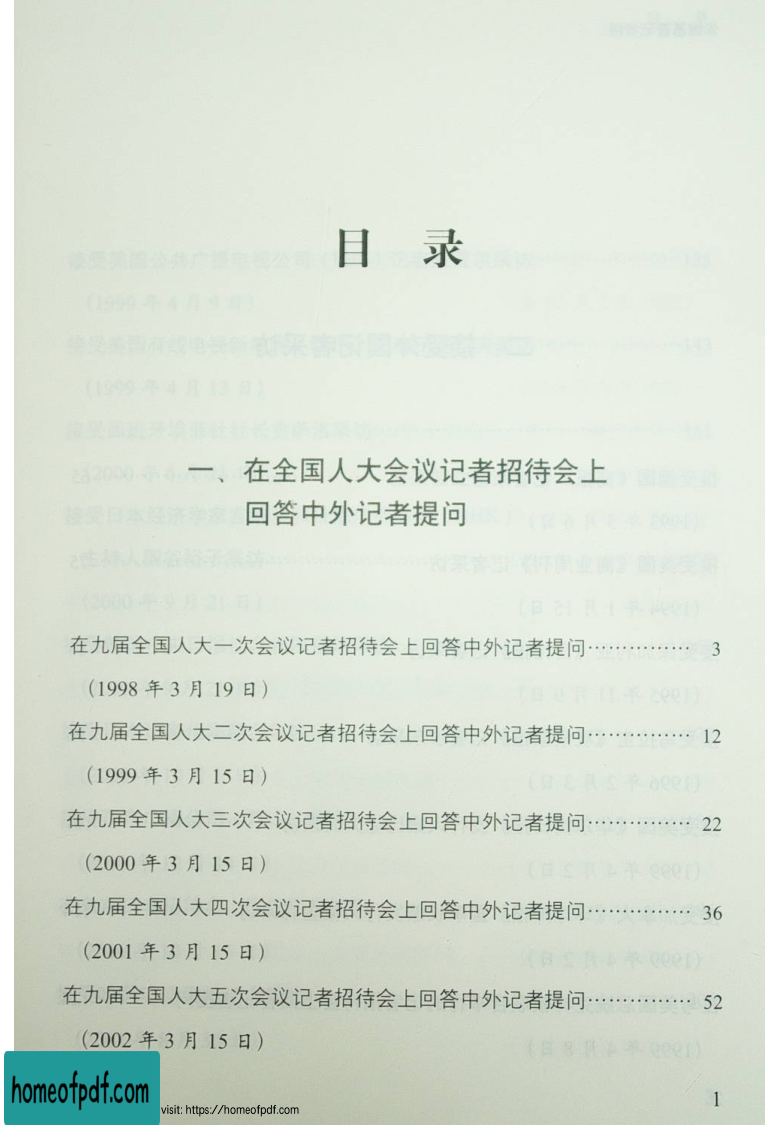 目 录
一、在全国人大会议记者招待会上
回答中外记者提问
在九届全国人大一次会议记者招待会上回答中外记者提问…………… 3
(1998 年 3 月 19 日)
在九届全国人大二次会议记者招待会上回答中外记者提问…………… 12
(1999 年 3 月 15 日)
在九届全国人大三次会议记者招待会上回答中外记者提问…………… 22
(2000 年 3 月 15 日)
在九届全国人大四次会议记者招待会上回答中外记者提问…………… 36
(2001 年 3 月 15 日)
在九届全国人大五次会议记者招待会上回答中外记者提问…………… 52
(2002 年 3 月 15 日)
1
homeofpdf.com
visit: https://homeofpdf.com